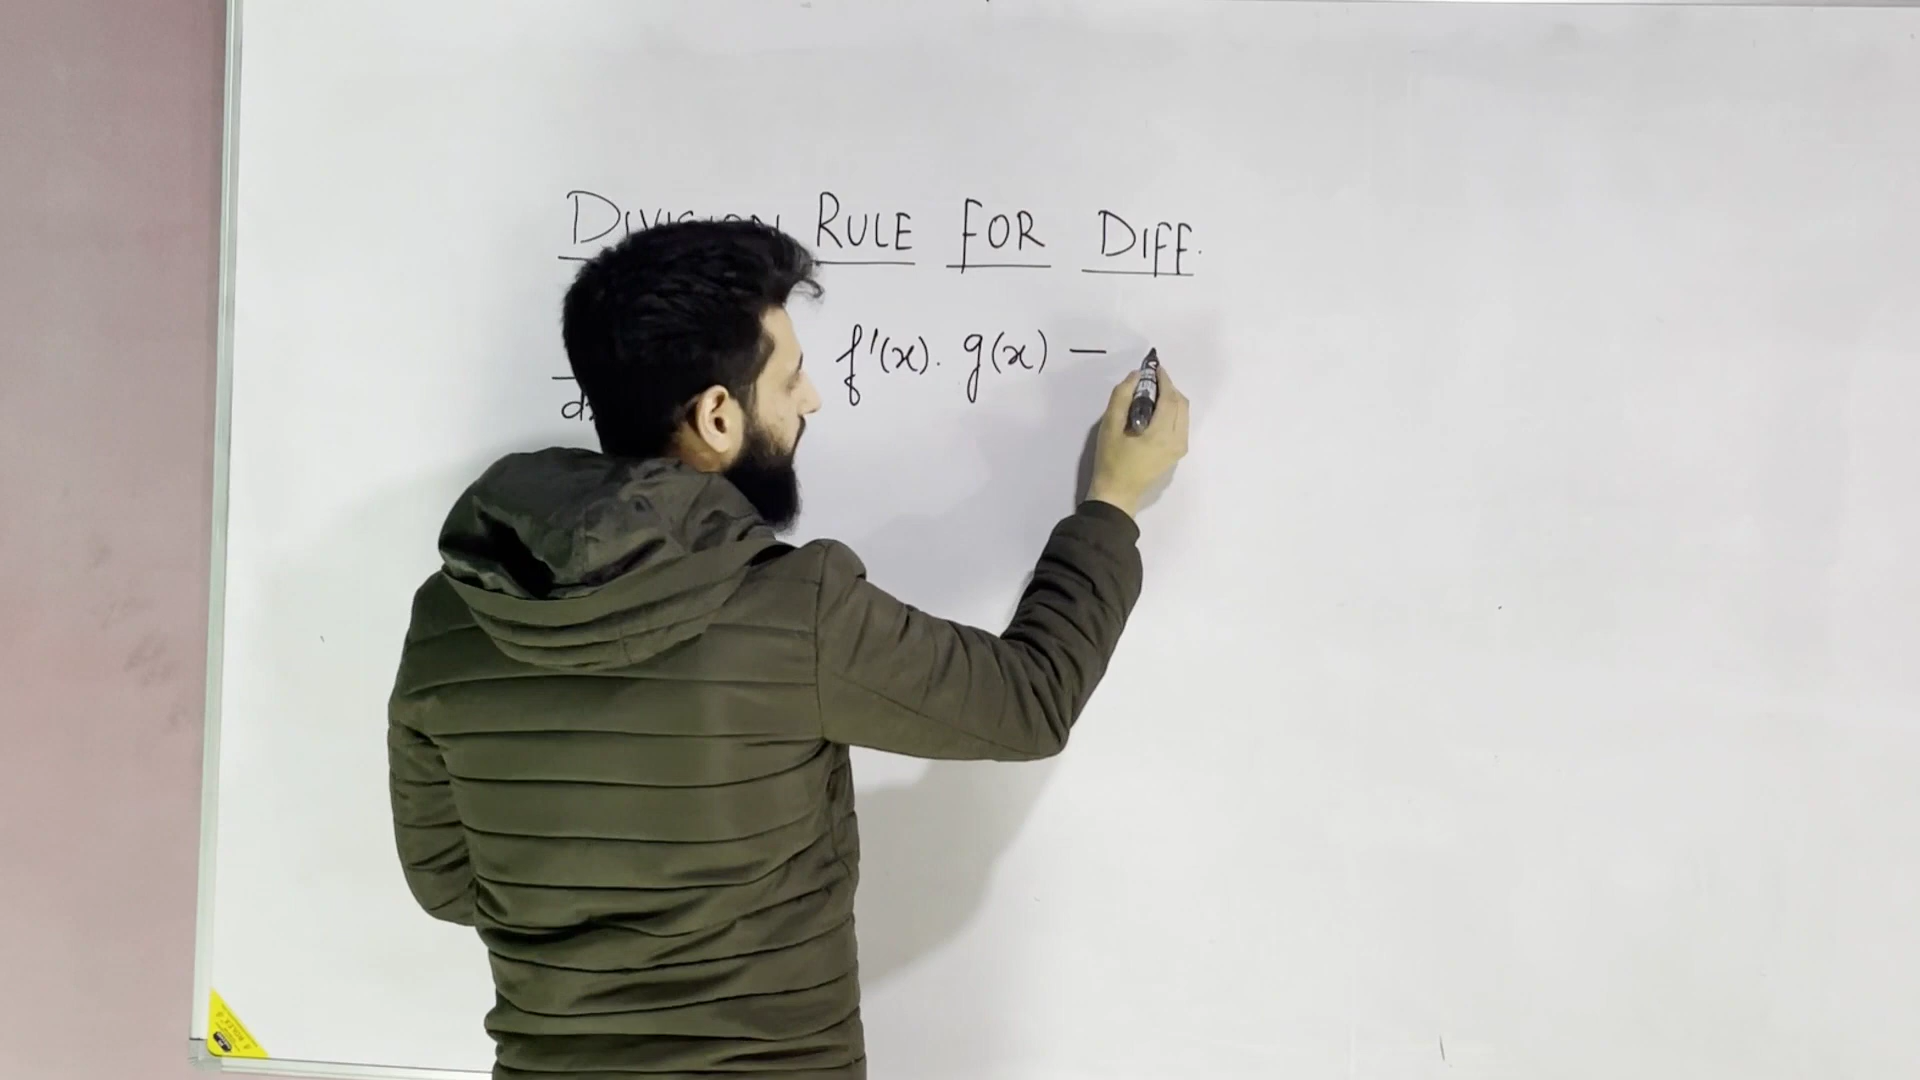 DIVISION RULE FOR DIFF.
f'(x). g(x) —